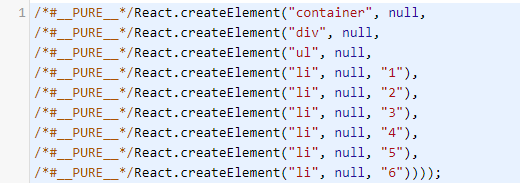 1 /*#__PURE__*/React.createElement("container", null,
/*#__PURE__*/React.createElement("div", null,
/*#__PURE__*/React.createElement("ul", null,
/*#__PURE__*/React.createElement("li", null, "1"),
/*#__PURE__*/React.createElement("li", null, "2"),
/*#__PURE__*/React.createElement("li", null, "3"),
/*#__PURE__*/React.createElement("li", null, "4"),
/*#__PURE__*/React.createElement("li", null, "5"),
/*#__PURE__*/React.createElement("li", null, "6"))));